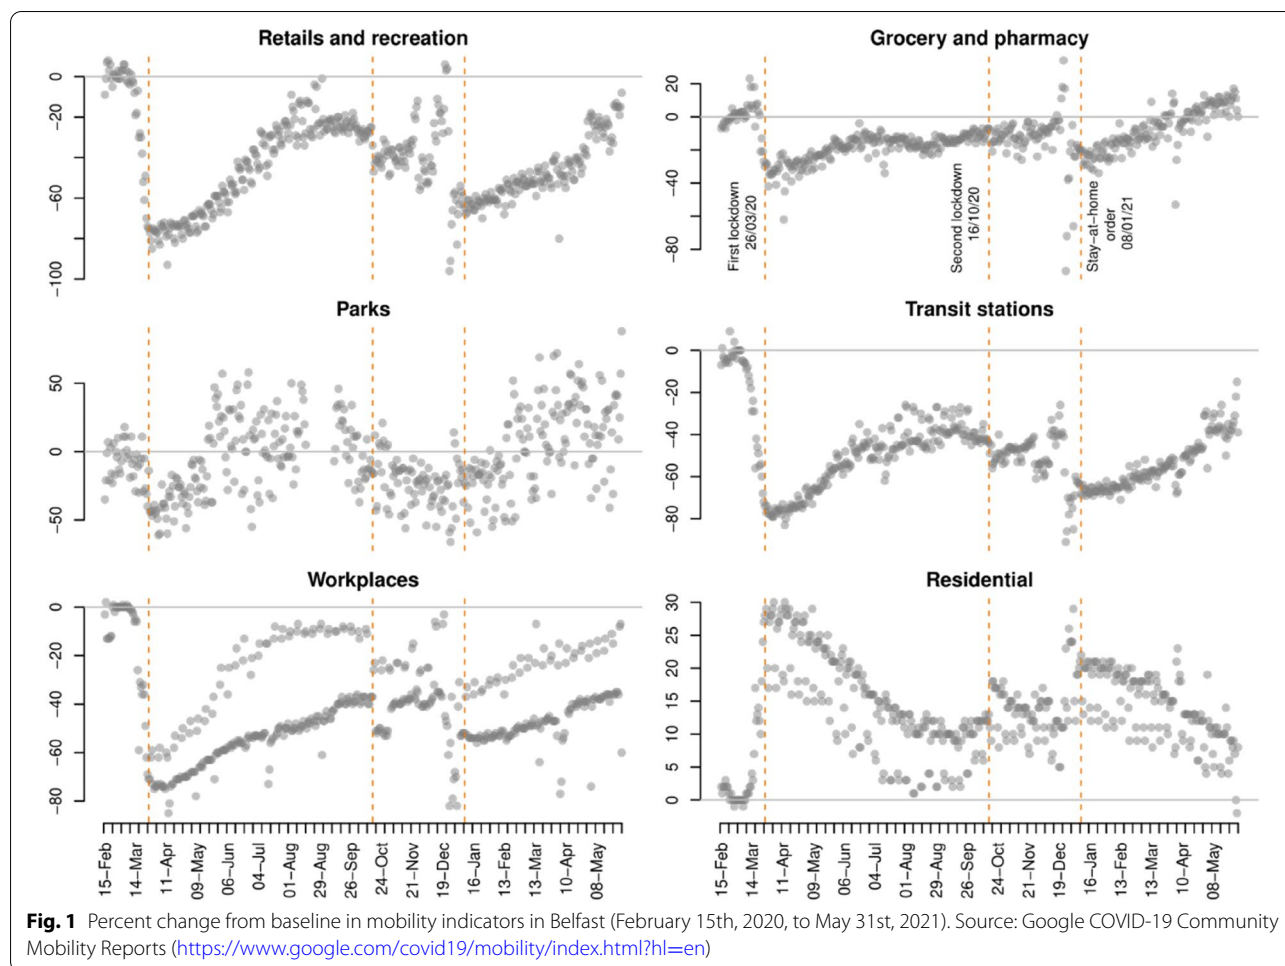 Retails and recreation
0
−20
−60
−100
Grocery and pharmacy
20
0
−40
−80
First lockdown
26/03/20
Second lockdown
16/10/20
Stay−at−home
order
08/01/21
Parks
50
0
−50
Transit stations
0
−20
−40
−60
−80
Workplaces
0
−20
−40
−60
−80
15−Feb
14−Mar
11−Apr
09−May
06−Jun
04−Jul
01−Aug
29−Aug
26−Sep
24−Oct
21−Nov
19−Dec
16−Jan
13−Feb
13−Mar
10−Apr
08−May
Residential
30
25
20
15
10
5
0
15−Feb
14−Mar
11−Apr
09−May
06−Jun
04−Jul
01−Aug
29−Aug
26−Sep
24−Oct
21−Nov
19−Dec
16−Jan
13−Feb
13−Mar
10−Apr
08−May
Fig. 1 Percent change from baseline in mobility indicators in Belfast (February 15th, 2020, to May 31st, 2021). Source: Google COVID-19 Community
Mobility Reports (https://www.google.com/covid19/mobility/index.html?hl=en)